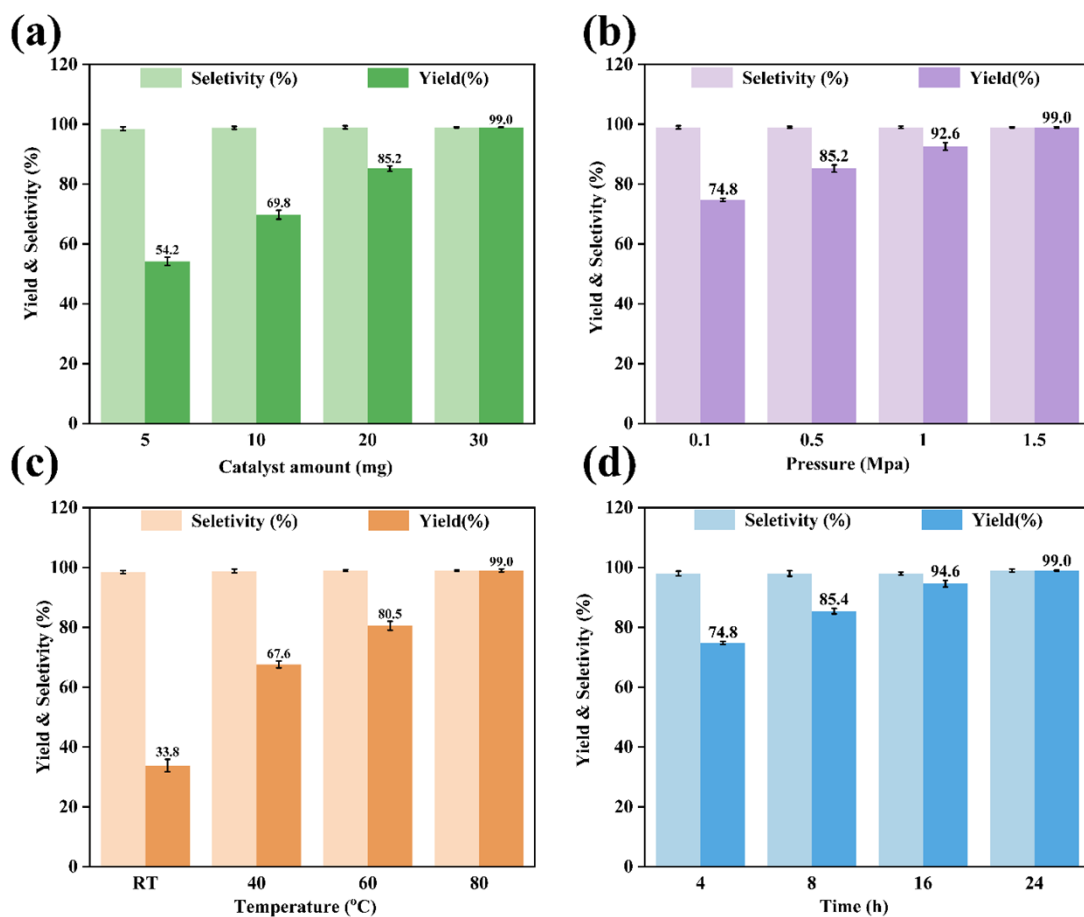 (a)
120
100
80
60
40
20
0
Yield & Seletivity (%)
Seletivity (%) Yield(%)
54.2
69.8
85.2
99.0
5 10 20 30
Catalyst amount (mg)
(b)
120
100
80
60
40
20
0
Yield & Seletivity (%)
Seletivity (%) Yield(%)
74.8
85.2
92.6
99.0
0.1 0.5 1 1.5
Pressure (Mpa)
(c)
120
100
80
60
40
20
0
Yield & Seletivity (%)
Seletivity (%) Yield(%)
33.8
67.6
80.5
99.0
RT 40 60 80
Temperature (°C)
(d)
120
100
80
60
40
20
0
Yield & Seletivity (%)
Seletivity (%) Yield(%)
74.8
85.4
94.6
99.0
4 8 16 24
Time (h)